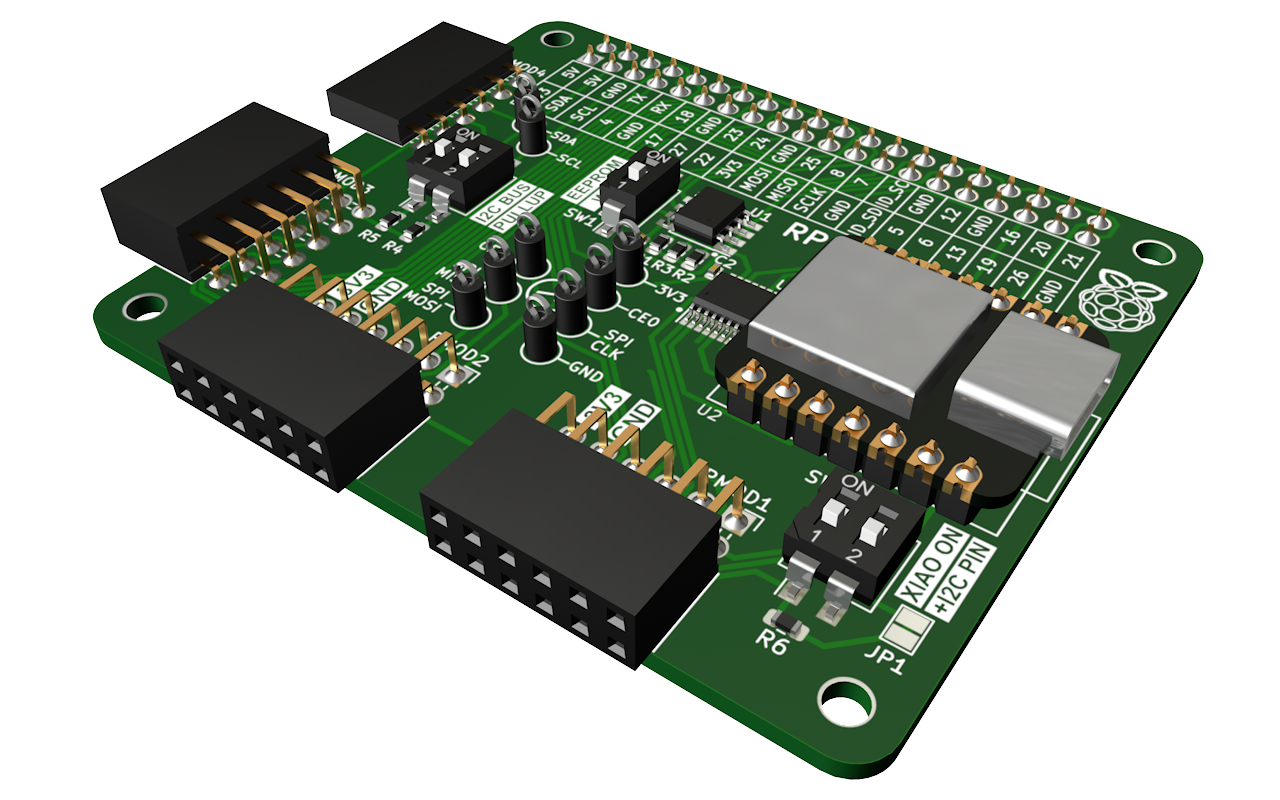 5V
5V
GND
TX
RX
18
GND
23
24
GND
25
8
7
ID_SC
GND
12
GND
16
20
21
SDA
SCL
4
GND
17
27
22
3V3
MOSI
MISO
SCLK
GND
ID_SD
5
6
13
19
26
GND
SDA
SCL
ON
1
2
I2C BUS
PULLUP
R5
R4
EEPROM
ON
1
SW1
U1
C2
R3
R2
RP
3V3
GND
SPI
MOSI
3V3
CE0
SPI
CLK
GND
U2
3V3
GND
PMOD1
ON
1
2
XIAO ON
+I2C PIN
R6
JP1